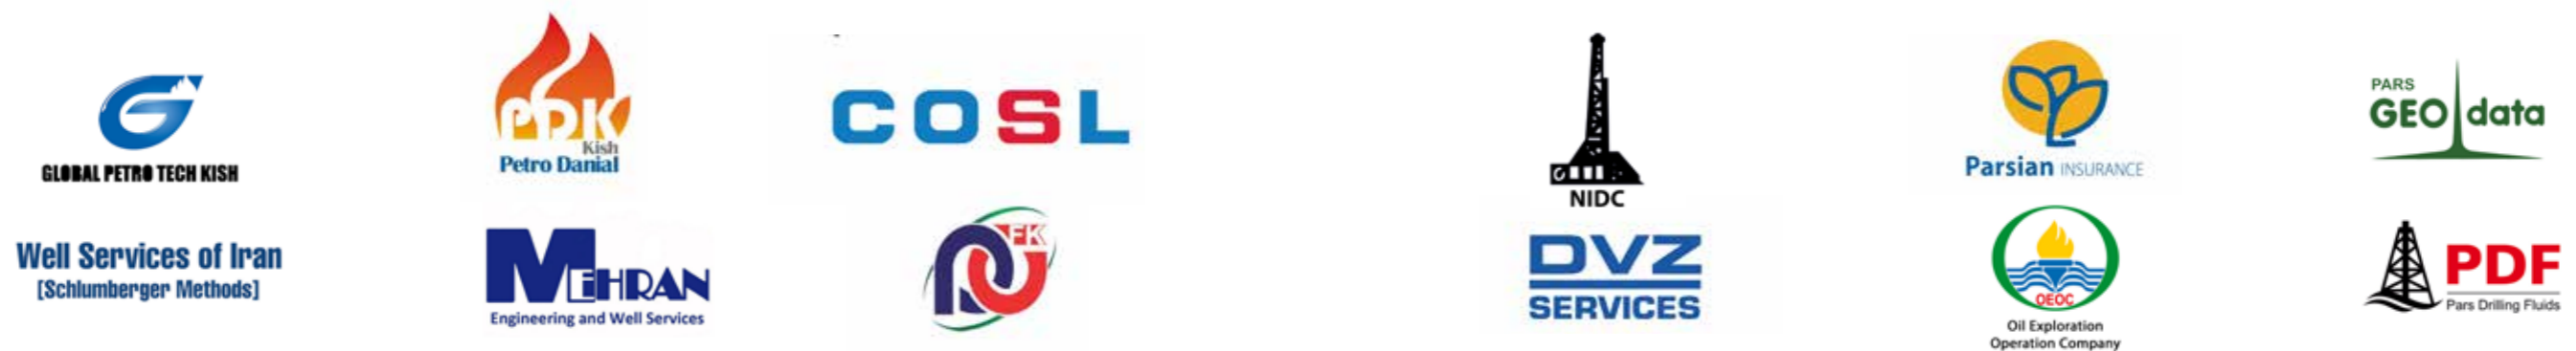 GLOBAL PETRO TECH KISH
PDK
Kish
Petro Danial
COSL
NIDC
Parsian INSURANCE
PARS
GEO data
Well Services of Iran
[Schlumberger Methods]
MEHRAN
Engineering and Well Services
FK
DVZ
SERVICES
OEOC
Oil Exploration
Operation Company
PDF
Pars Drilling Fluids